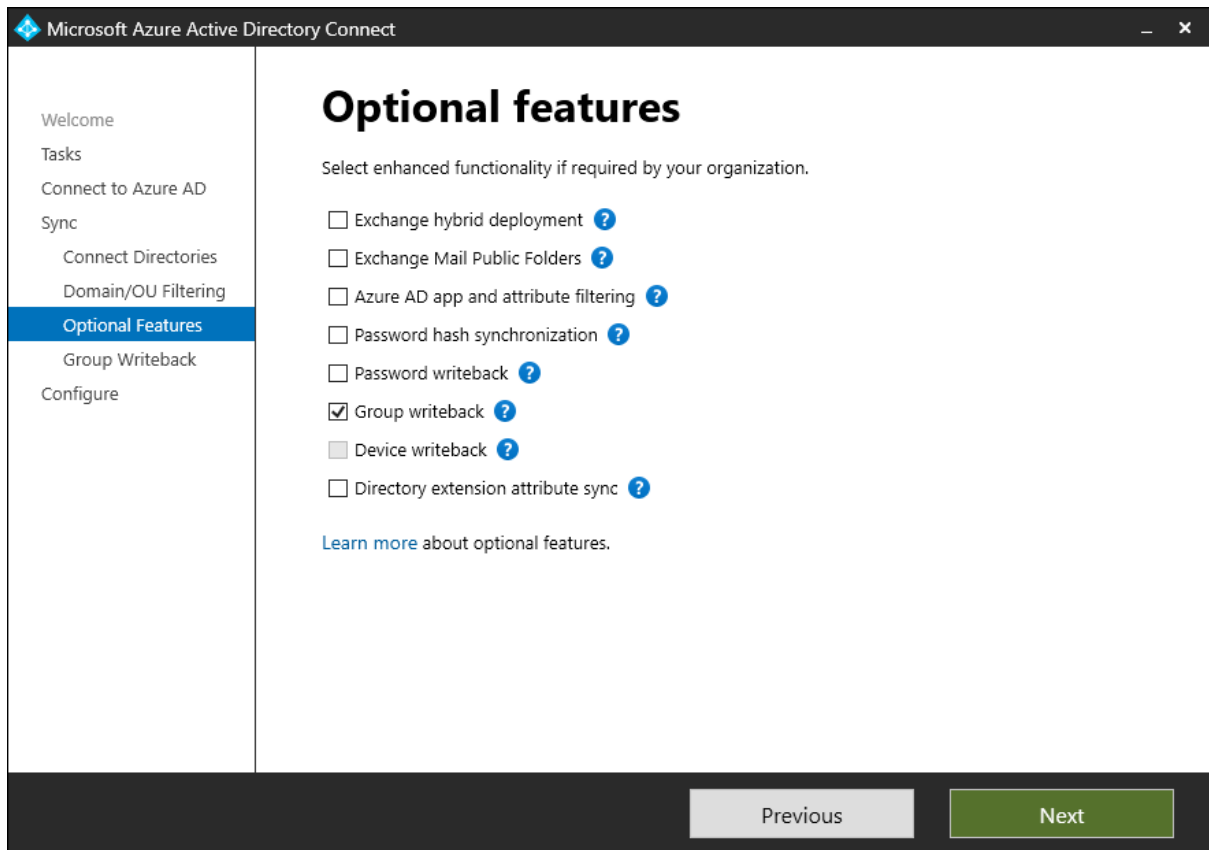 Microsoft Azure Active Directory Connect
Welcome
Tasks
Connect to Azure AD
Sync
Connect Directories
Domain/OU Filtering
Optional Features
Group Writeback
Configure
Optional features
Select enhanced functionality if required by your organization.
Exchange hybrid deployment ?
Exchange Mail Public Folders ?
Azure AD app and attribute filtering ?
Password hash synchronization ?
Password writeback ?
Group writeback ?
Device writeback ?
Directory extension attribute sync ?
Learn more about optional features.
Previous
Next